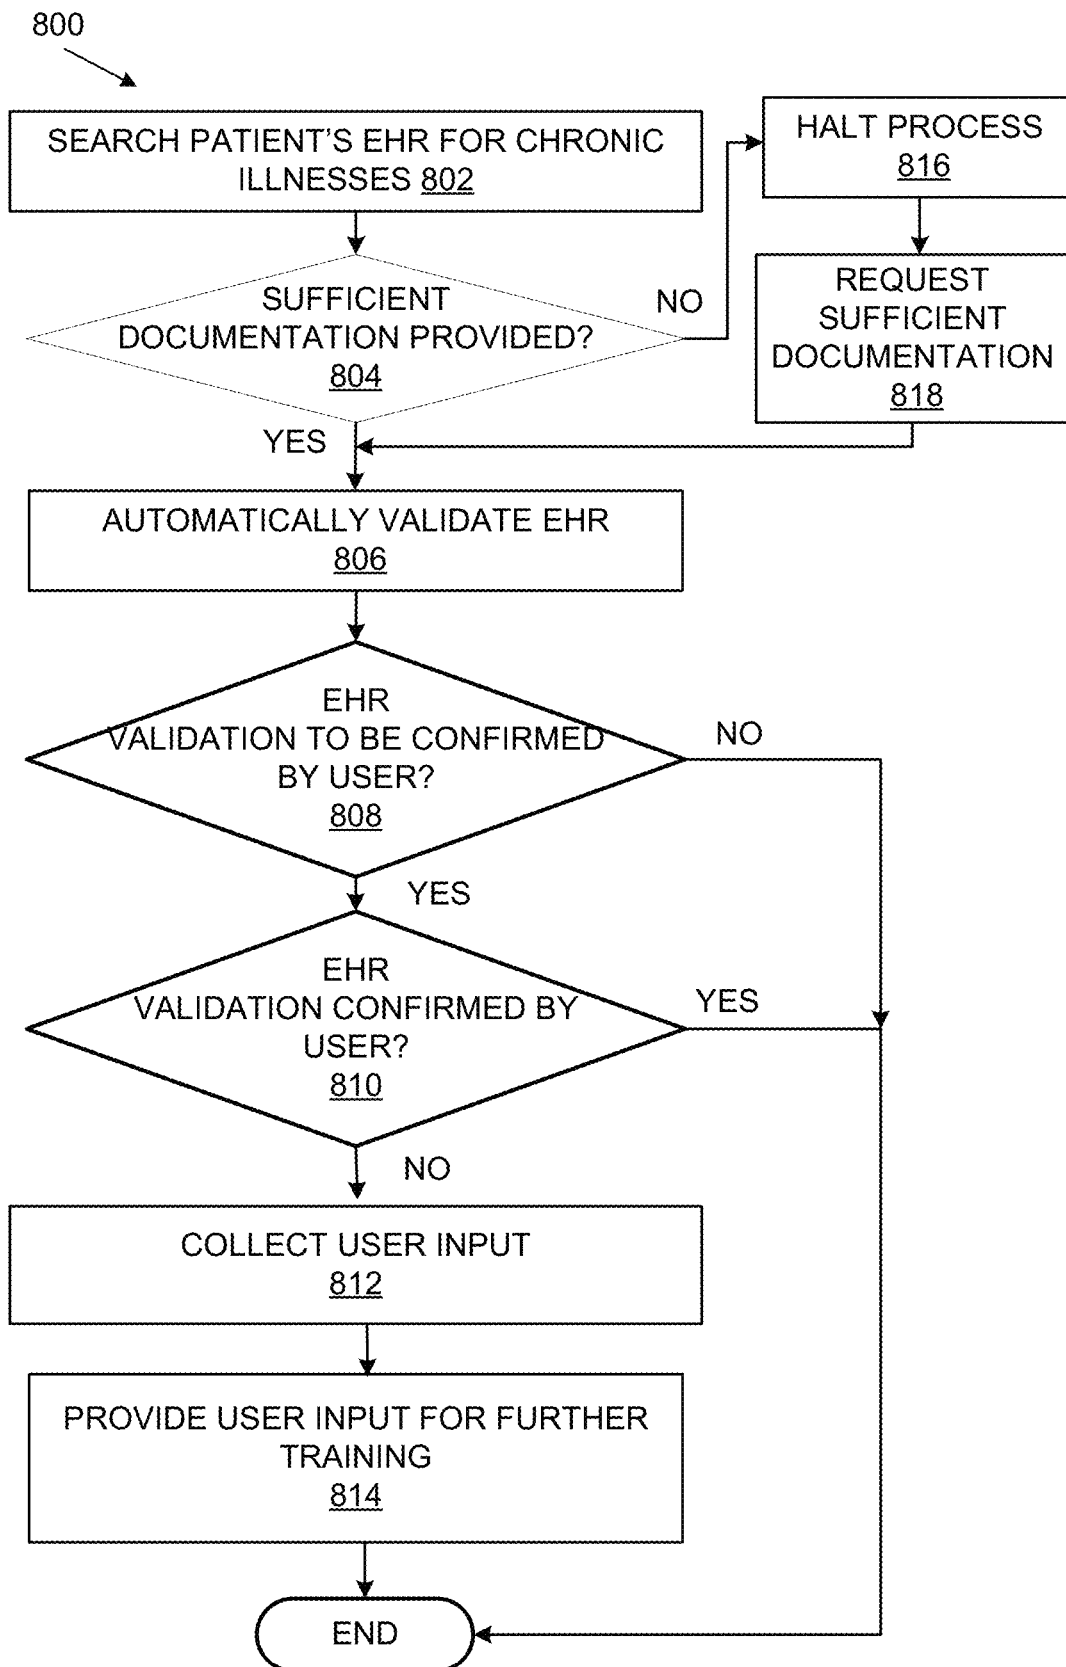 800
SEARCH PATIENT'S EHR FOR CHRONIC
ILLNESSES 802
HALT PROCESS
816
SUFFICIENT
DOCUMENTATION PROVIDED?
804
NO
REQUEST
SUFFICIENT
DOCUMENTATION
818
YES
AUTOMATICALLY VALIDATE EHR
806
EHR
VALIDATION TO BE CONFIRMED
BY USER?
808
NO
YES
EHR
VALIDATION CONFIRMED BY
USER?
810
YES
NO
COLLECT USER INPUT
812
PROVIDE USER INPUT FOR FURTHER
TRAINING
814
END